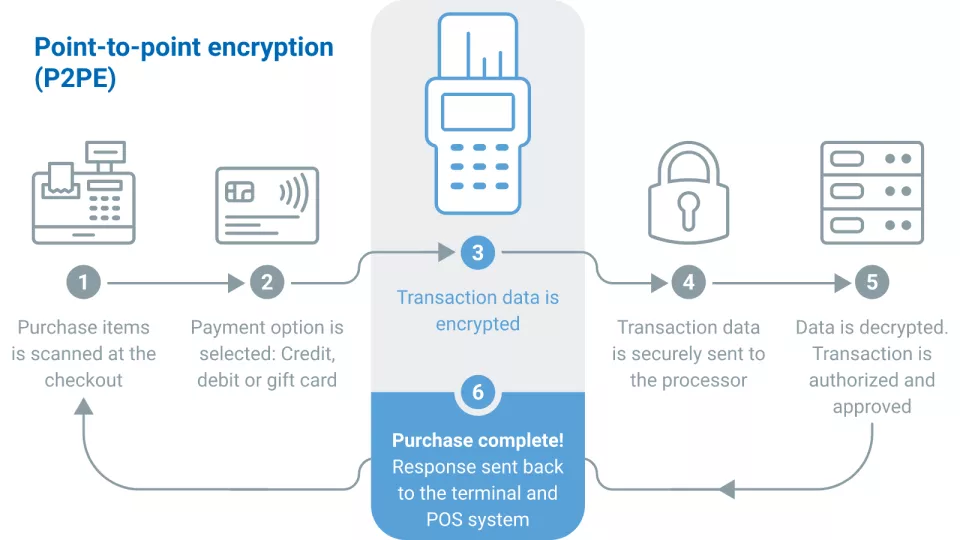 Point-to-point encryption
(P2PE)
1
Purchase items
is scanned at the
checkout
2
Payment option is
selected: Credit,
debit or gift card
3
Transaction data is
encrypted
4
Transaction data
is securely sent to
the processor
5
Data is decrypted.
Transaction is
authorized and
approved
6
Purchase complete!
Response sent back
to the terminal and
POS system